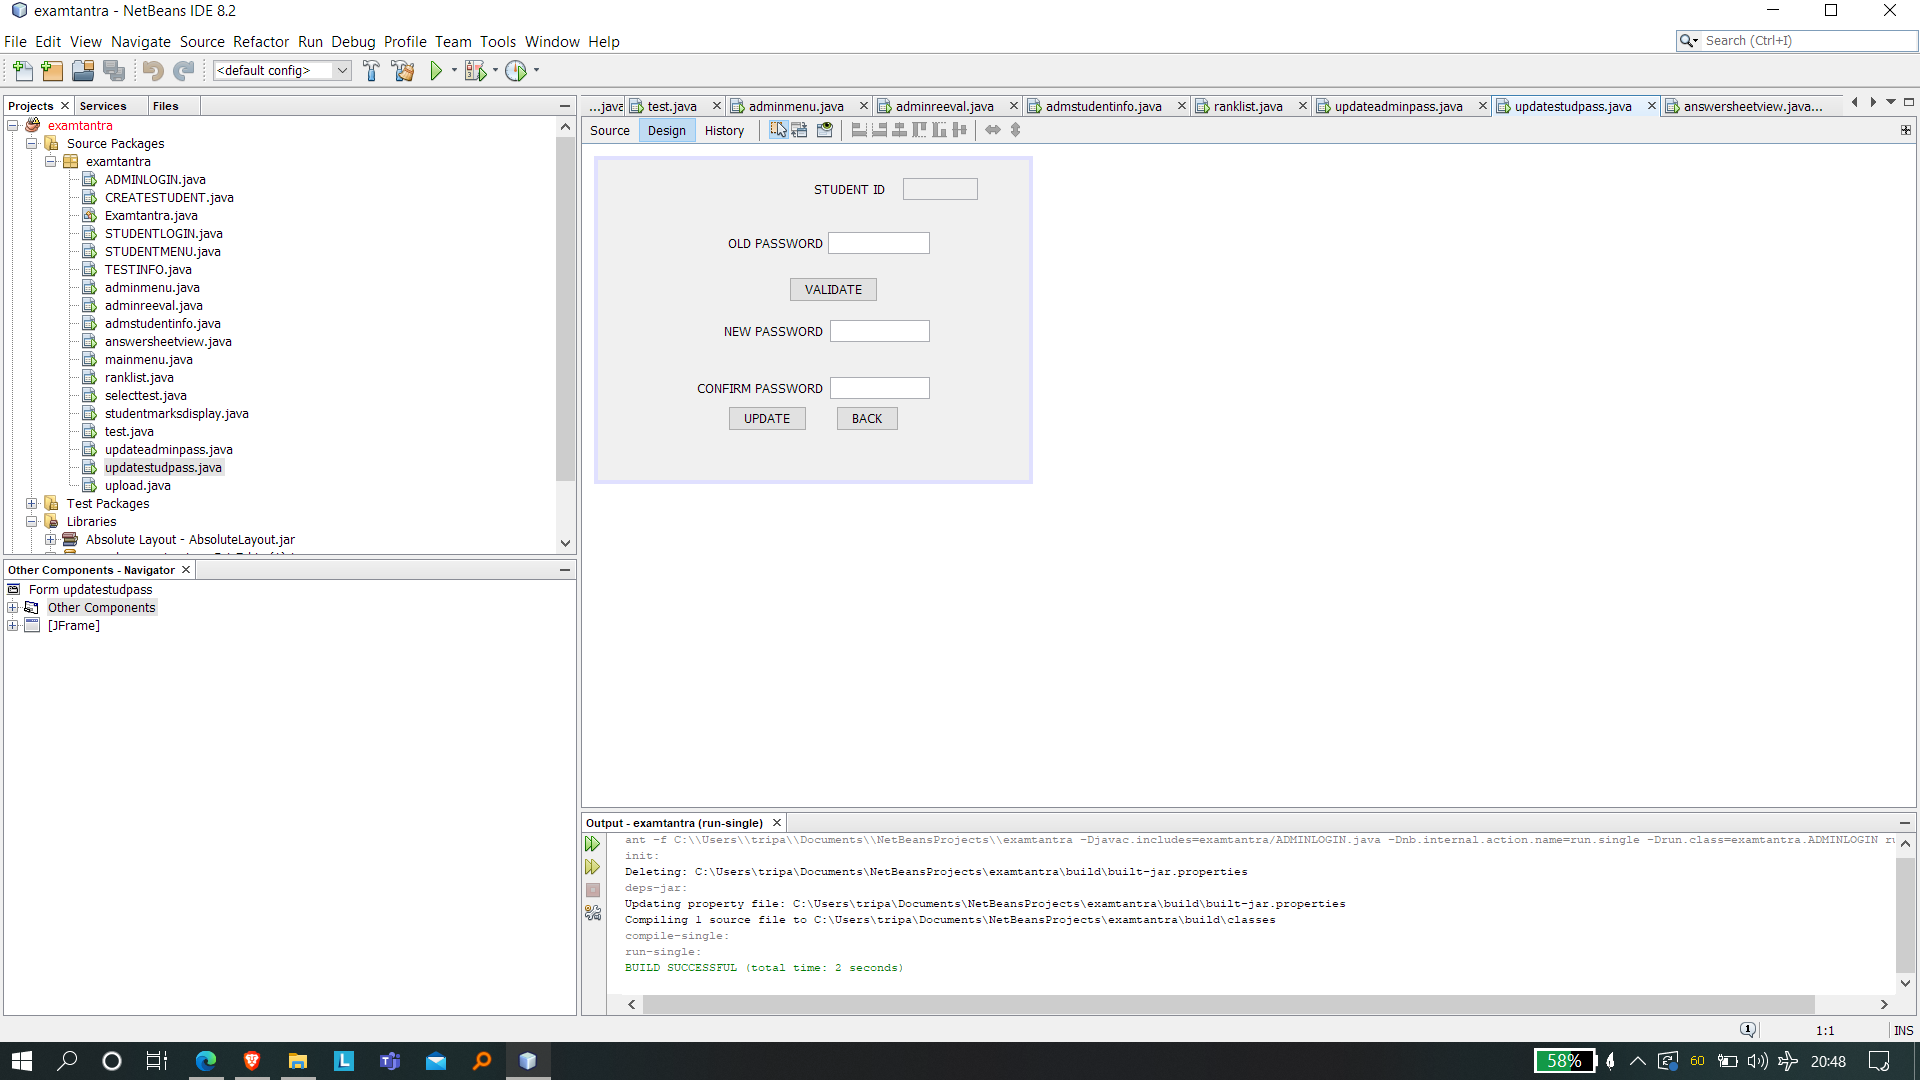 examtantra - NetBeans IDE 8.2
File Edit View Navigate Source Refactor Run Debug Profile Team Tools Window Help
Search (Ctrl+I)
<default config>
Projects Services Files
...java test.java adminmenu.java adminreeval.java admstudentinfo.java ranklist.java updateadminpass.java updatestudpass.java answersheetview.java...
Source Design History
examtantra
Source Packages
examtantra
ADMINLOGIN.java
CREATESTUDENT.java
Examtantra.java
STUDENTLOGIN.java
STUDENTMENU.java
TESTINFO.java
adminmenu.java
adminreeval.java
admstudentinfo.java
answersheetview.java
mainmenu.java
ranklist.java
selecttest.java
studentmarksdisplay.java
test.java
updateadminpass.java
updatestudpass.java
upload.java
Test Packages
Libraries
Absolute Layout - AbsoluteLayout.jar
STUDENT ID
OLD PASSWORD
VALIDATE
NEW PASSWORD
CONFIRM PASSWORD
UPDATE BACK
Other Components - Navigator
Form updatestudpass
Other Components
[JFrame]
Output - examtantra (run-single)
ant -f C:\\Users\\tripa\\Documents\\NetBeansProjects\\examtantra -Djavac.includes=examtantra/ADMINLOGIN.java -Dnb.internal.action.name=run.single -Drun.class=examtantra.ADMINLOGIN
init:
Deleting: C:\Users\tripa\Documents\NetBeansProjects\examtantra\build\built-jar.properties
deps-jar:
Updating property file: C:\Users\tripa\Documents\NetBeansProjects\examtantra\build\built-jar.properties
Compiling 1 source file to C:\Users\tripa\Documents\NetBeansProjects\examtantra\build\classes
compile-single:
run-single:
BUILD SUCCESSFUL (total time: 2 seconds)
1:1 INS
58% 60 20:48